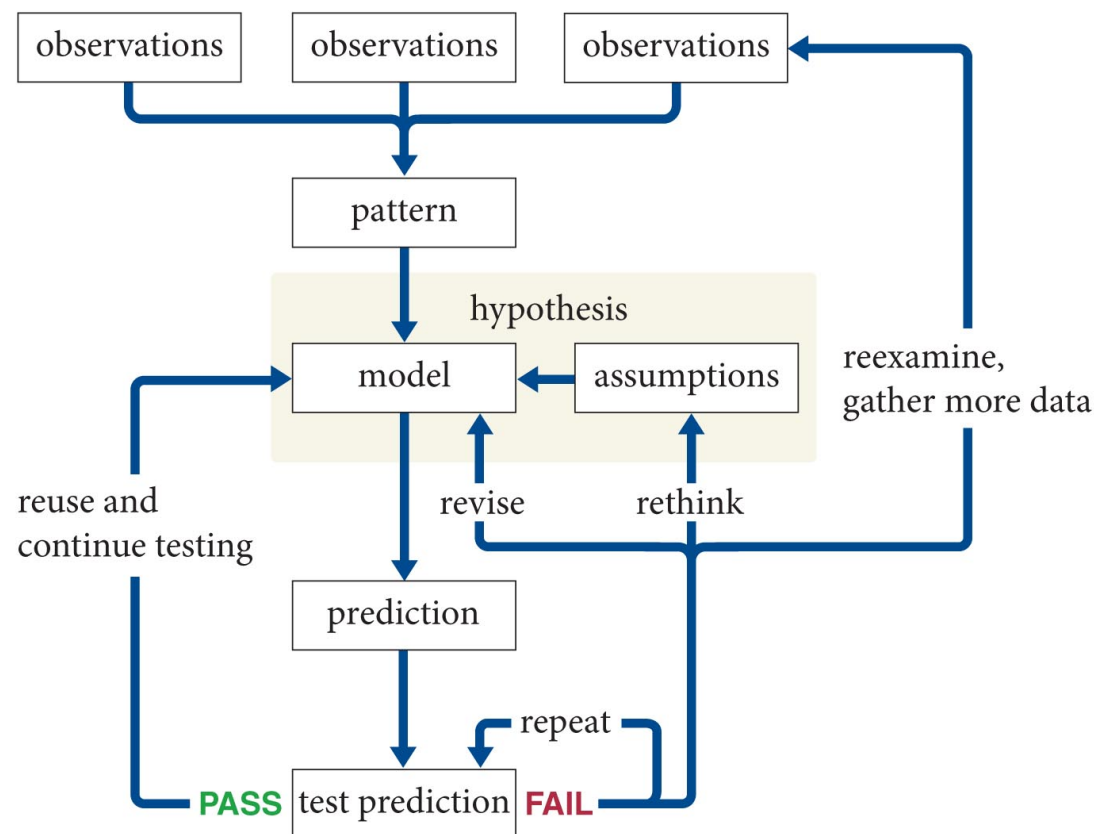 observations
observations
observations
pattern
hypothesis
model
assumptions
reexamine,
gather more data
reuse and
continue testing
revise
rethink
prediction
repeat
PASS
test prediction
FAIL